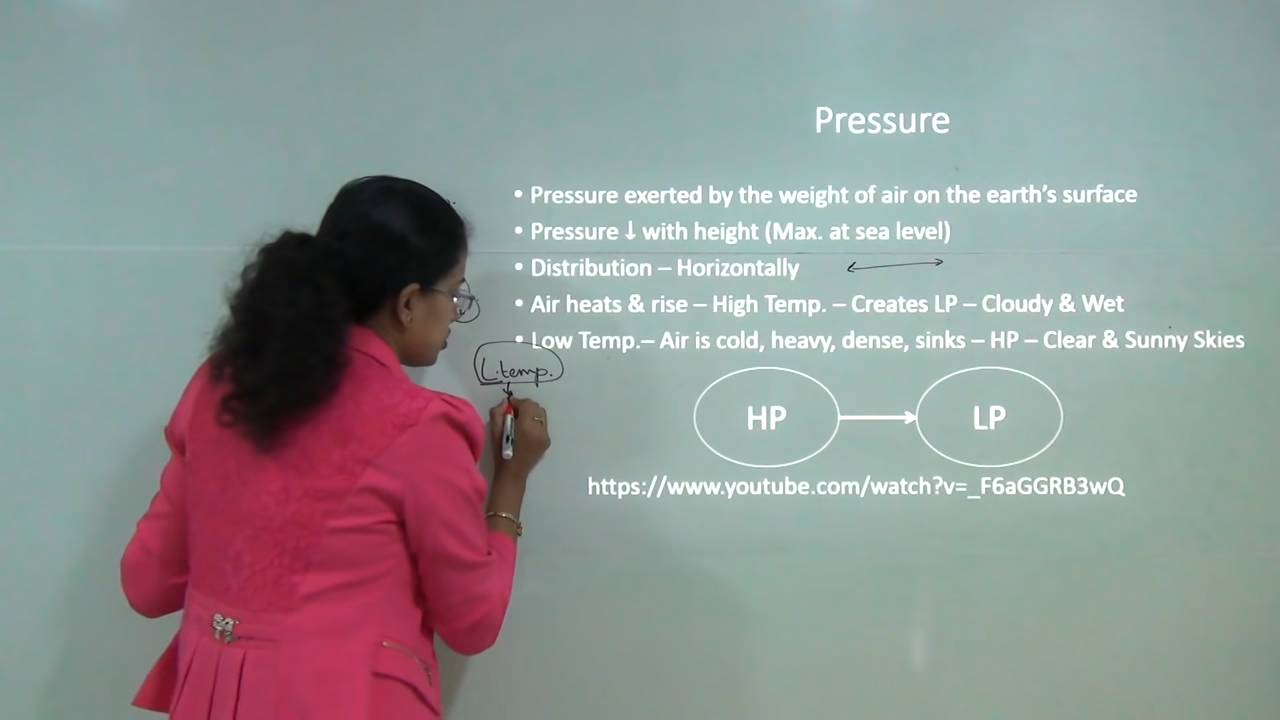 Pressure
• Pressure exerted by the weight of air on the earth's surface
• Pressure ↓ with height (Max. at sea level)
• Distribution – Horizontally
• Air heats & rise – High Temp. – Creates LP – Cloudy & Wet
• Low Temp.– Air is cold, heavy, dense, sinks – HP – Clear & Sunny Skies
L.temp.
HP → LP
https://www.youtube.com/watch?v=_F6aGGRB3wQ